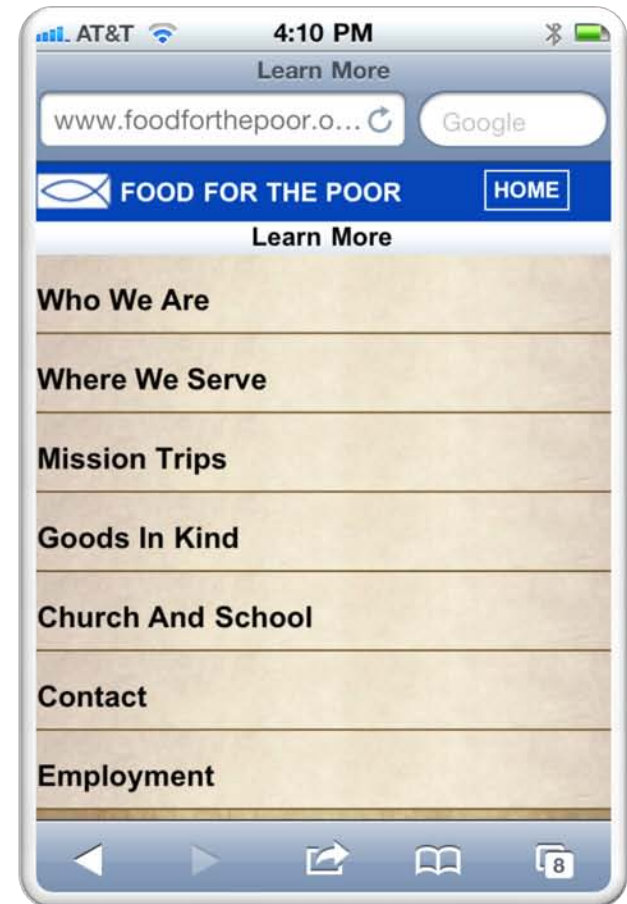 AT&T 4:10 PM
Learn More
www.foodforthepoor.o... Google
FOOD FOR THE POOR HOME
Learn More
Who We Are
Where We Serve
Mission Trips
Goods In Kind
Church And School
Contact
Employment
8